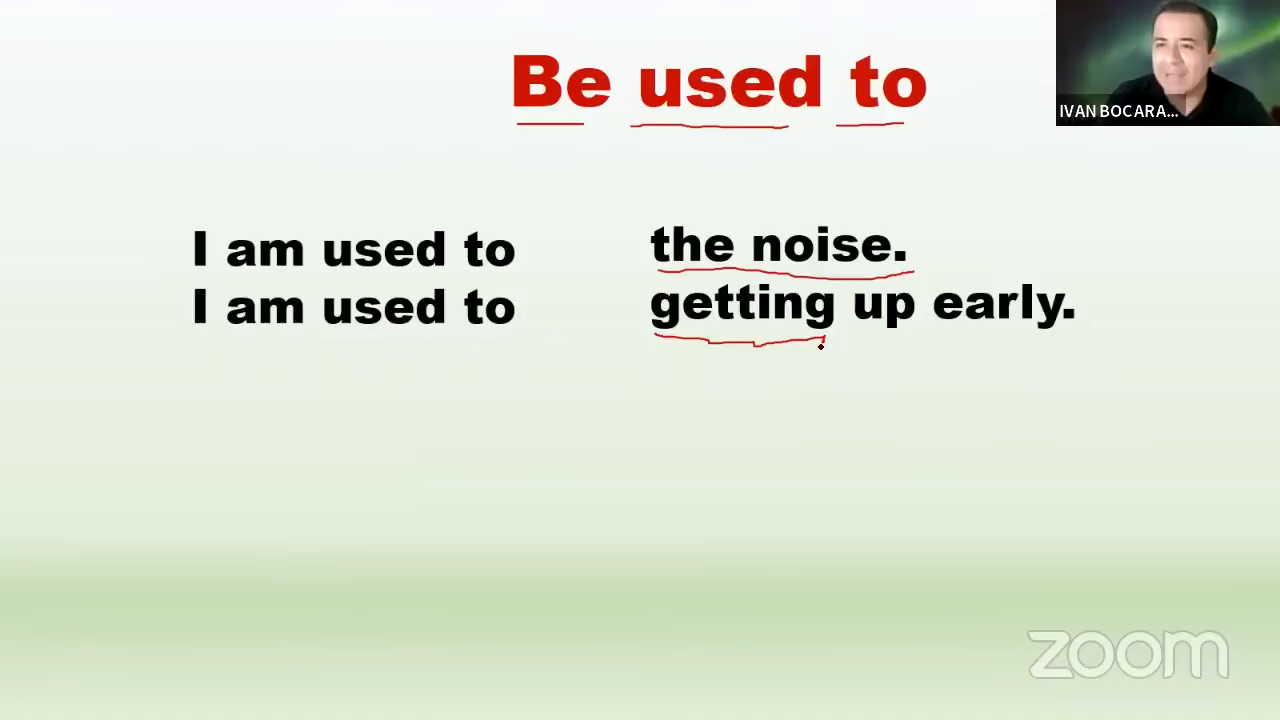 Be used to
IVAN BOCARA...
I am used to the noise.
I am used to getting up early.
zoom